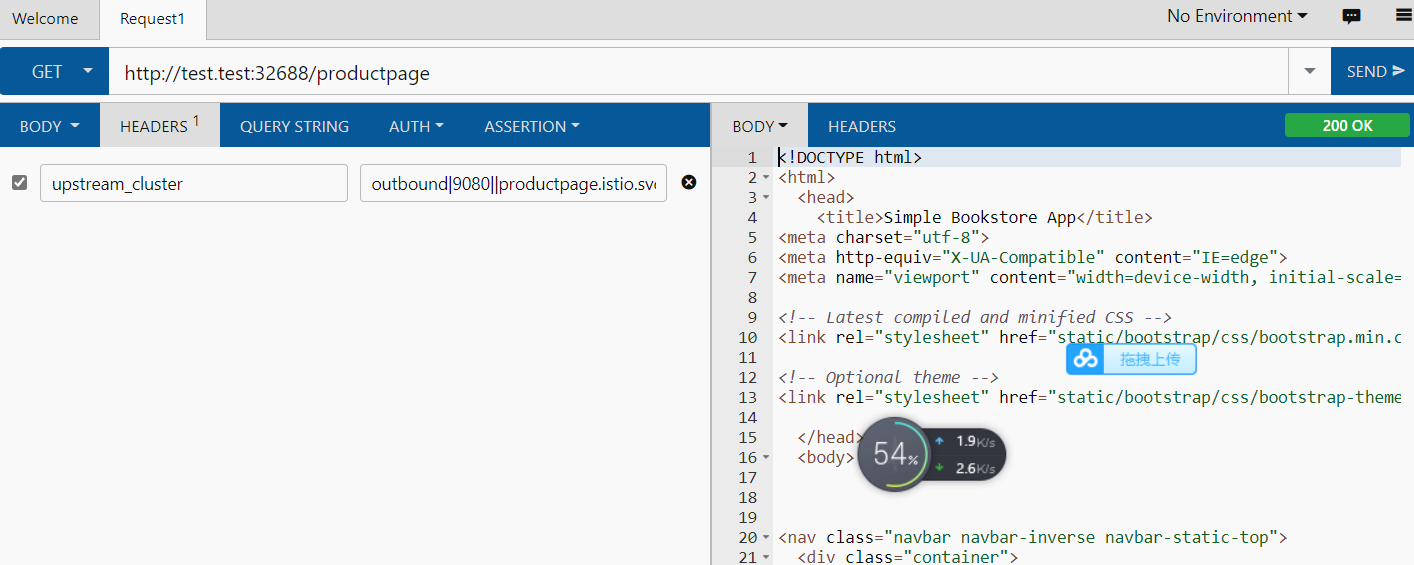 Welcome
Request1
No Environment
GET
http://test.test:32688/productpage
SEND
BODY
HEADERS 1
QUERY STRING
AUTH
ASSERTION
BODY
HEADERS
200 OK
upstream_cluster
outbound|9080||productpage.istio.svc
1 <!DOCTYPE html>
2 <html>
3 <head>
4 <title>Simple Bookstore App</title>
5 <meta charset="utf-8">
6 <meta http-equiv="X-UA-Compatible" content="IE=edge">
7 <meta name="viewport" content="width=device-width, initial-scale=
8
9 <!-- Latest compiled and minified CSS -->
10 <link rel="stylesheet" href="static/bootstrap/css/bootstrap.min.c
拖拽上传
11
12 <!-- Optional theme -->
13 <link rel="stylesheet" href="static/bootstrap/css/bootstrap-theme
14
15 </head>
16 <body>
54%
1.9K/s
2.6K/s
17
18
19
20 <nav class="navbar navbar-inverse navbar-static-top">
21 <div class="container">